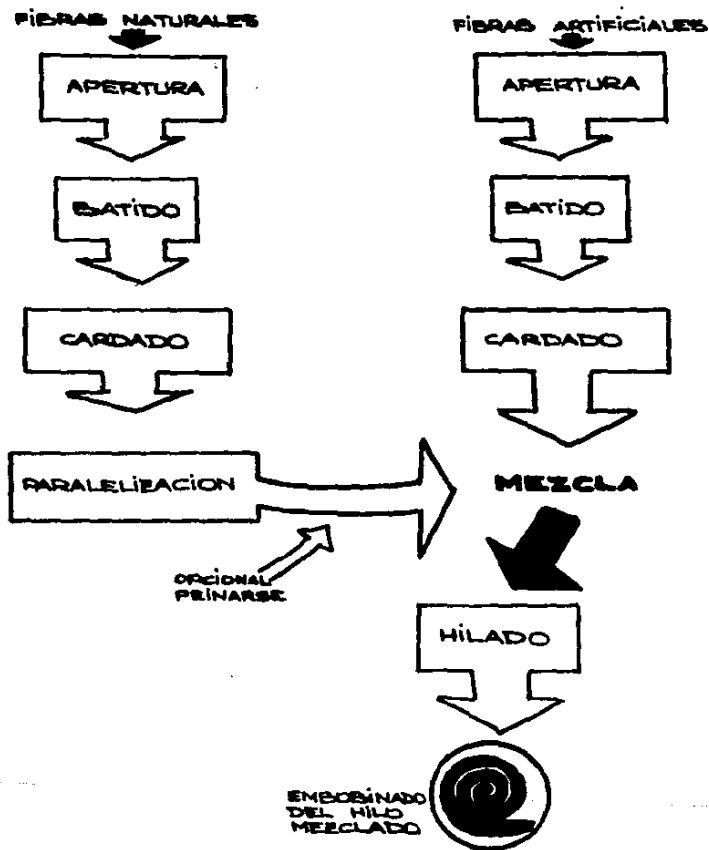 FIBRAS NATURALES
APERTURA
BATIDO
CARDADO
PARALELIZACION
OPCIONAL
PEINARSE
FIBRAS ARTIFICIALES
APERTURA
BATIDO
CARDADO
MEZCLA
HILADO
EMBOBINADO
DEL HILO
MEZCLADO